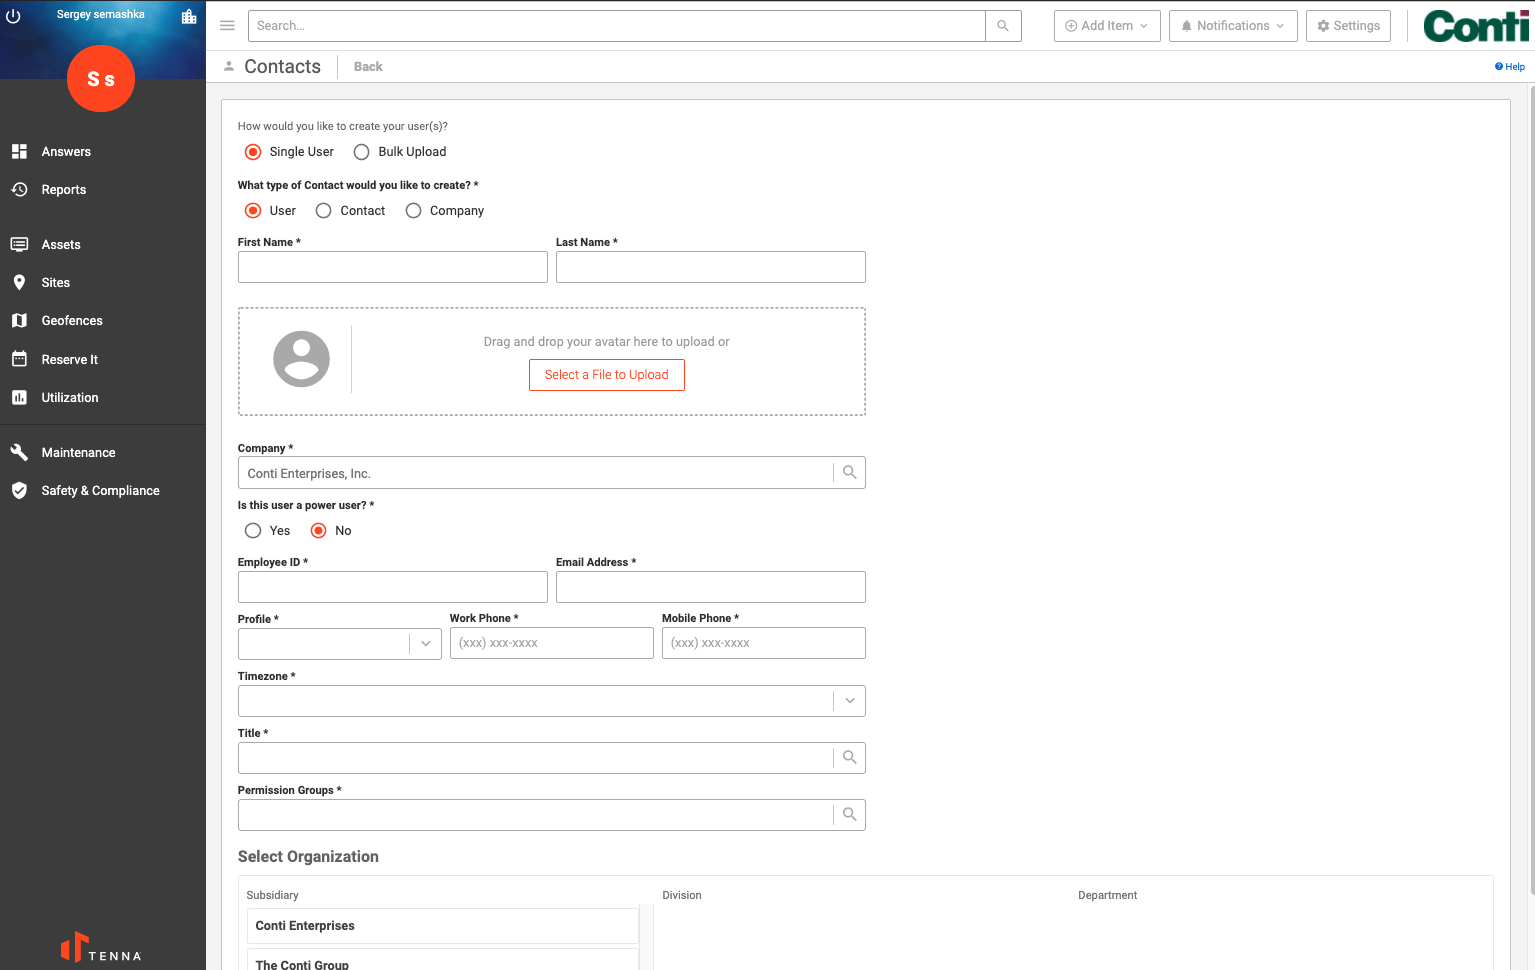 Sergey semashka
S s
Answers
Reports
Assets
Sites
Geofences
Reserve It
Utilization
Maintenance
Safety & Compliance
TENNA
Search...
Add Item
Notifications
Settings
Conti
Contacts
Back
Help
How would you like to create your user(s)?
Single User
Bulk Upload
What type of Contact would you like to create? *
User
Contact
Company
First Name *
Last Name *
Drag and drop your avatar here to upload or
Select a File to Upload
Company *
Conti Enterprises, Inc.
Is this user a power user? *
Yes
No
Employee ID *
Email Address *
Profile *
Work Phone *
Mobile Phone *
(xxx) xxx-xxxx
(xxx) xxx-xxxx
Timezone *
Title *
Permission Groups *
Select Organization
Subsidiary
Division
Department
Conti Enterprises
The Conti Group